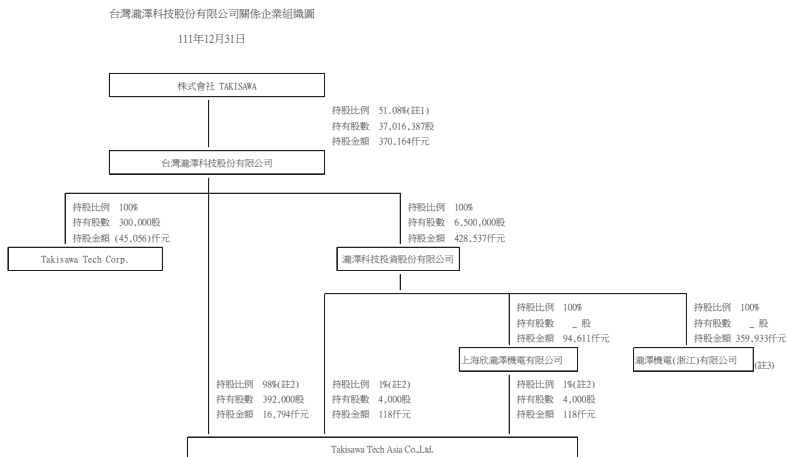 台灣瀧澤科技股份有限公司關係企業組織圖
111年12月31日
株式會社 TAKISAWA
持股比例 51.08%(註1)
持有股數 37,016,387股
持股金額 370,164仟元
台灣瀧澤科技股份有限公司
持股比例 100%
持有股數 300,000股
持股金額 (45,056)仟元
Takisawa Tech Corp.
持股比例 100%
持有股數 6,500,000股
持股金額 428,537仟元
瀧澤科技投資股份有限公司
持股比例 100%
持有股數 _ 股
持股金額 94,611仟元
上海欣瀧澤機電有限公司
持股比例 100%
持有股數 _ 股
持股金額 359,933仟元
瀧澤機電(浙江)有限公司 (註3)
持股比例 98%(註2)
持有股數 392,000股
持股金額 16,794仟元
持股比例 1%(註2)
持有股數 4,000股
持股金額 118仟元
持股比例 1%(註2)
持有股數 4,000股
持股金額 118仟元
Takisawa Tech Asia Co.,Ltd.